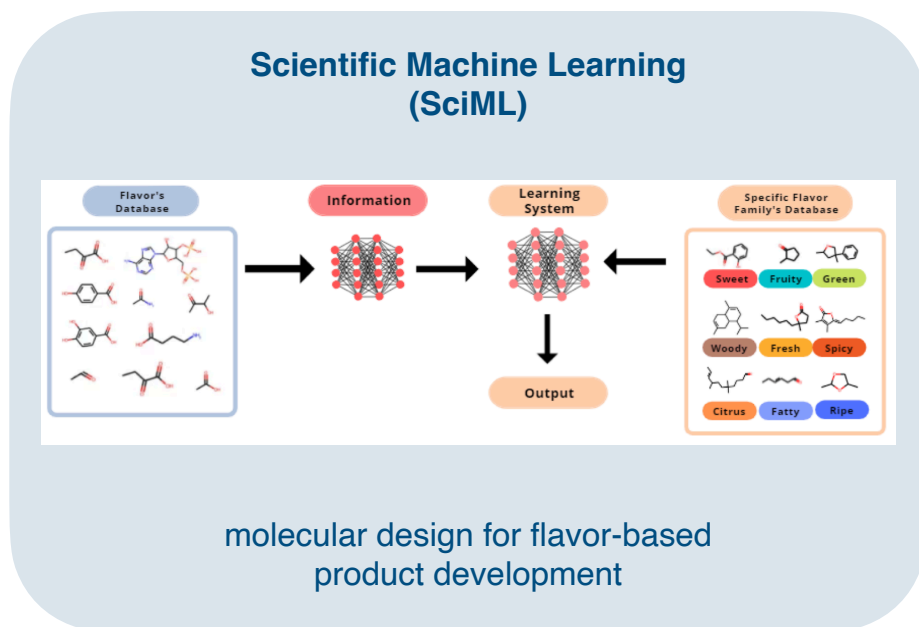 Scientific Machine Learning
(SciML)
Flavor's
Database
Information
Learning
System
Specific Flavor
Family's Database
Sweet
Fruity
Green
Woody
Fresh
Spicy
Citrus
Fatty
Ripe
Output
molecular design for flavor-based
product development